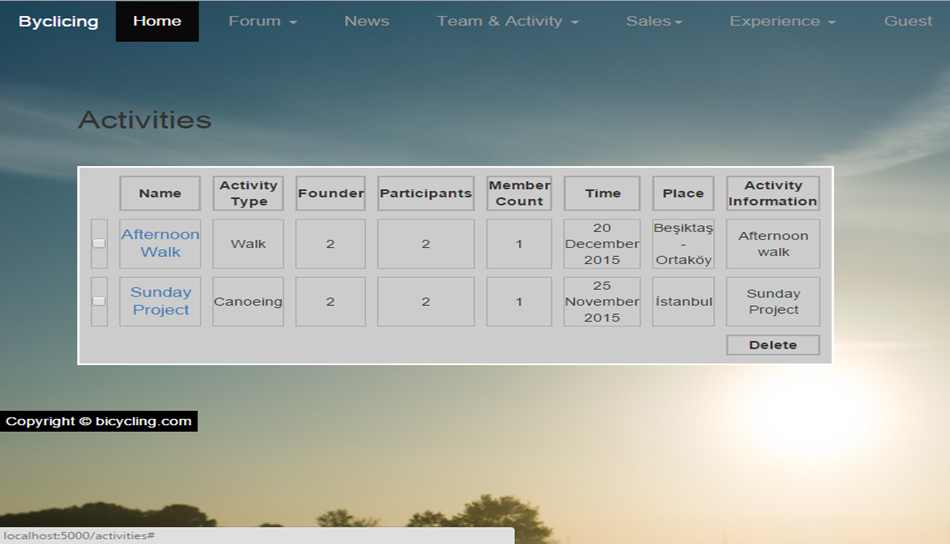 Byclicing Home Forum News Team & Activity Sales Experience Guest
Activities
Name Activity Type Founder Participants Member Count Time Place Activity Information
Afternoon Walk Walk 2 2 1 20 December 2015 Beşiktaş - Ortaköy Afternoon walk
Sunday Project Canoeing 2 2 1 25 November 2015 İstanbul Sunday Project
Delete
Copyright © bicycling.com
localhost:5000/activities#